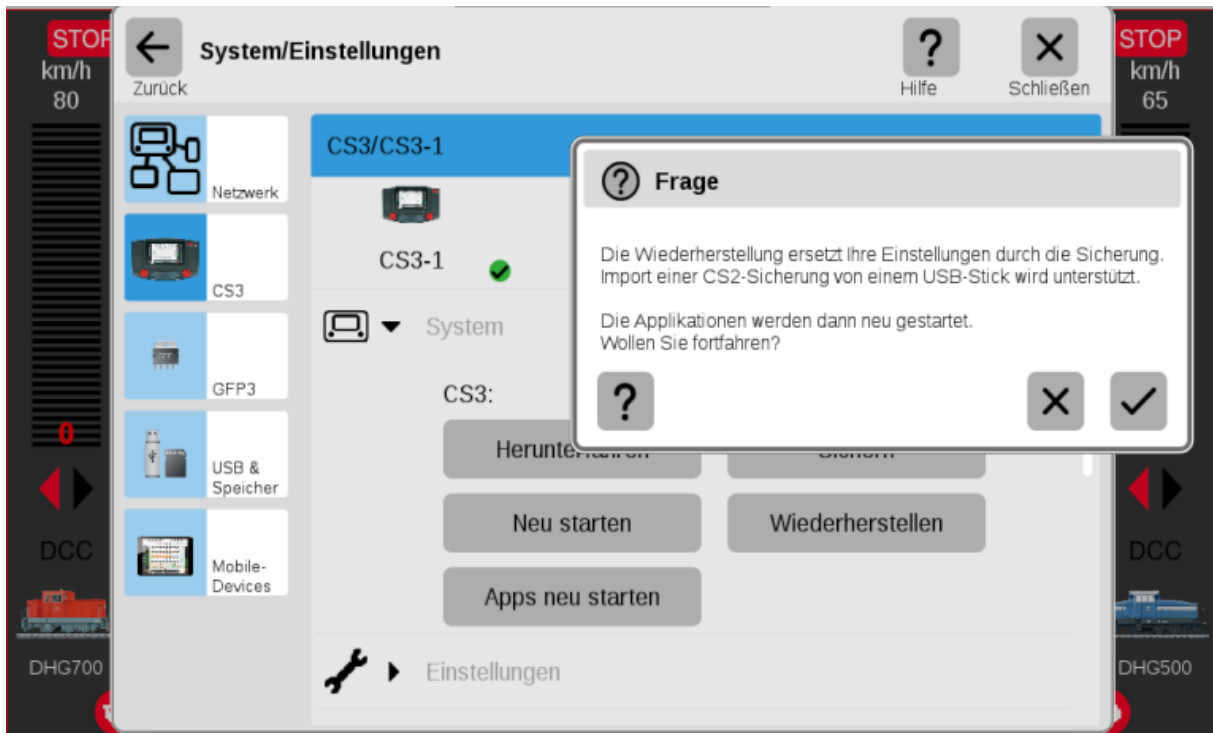 STOP
km/h
80
Zurück
System/Einstellungen
Hilfe
Schließen
STOP
km/h
65
Netzwerk
CS3
GFP3
USB &
Speicher
Mobile-
Devices
CS3/CS3-1
CS3-1
System
CS3:
Herunterfahren
Sichern
Neu starten
Wiederherstellen
Apps neu starten
Einstellungen
Frage
Die Wiederherstellung ersetzt Ihre Einstellungen durch die Sicherung.
Import einer CS2-Sicherung von einem USB-Stick wird unterstützt.
Die Applikationen werden dann neu gestartet.
Wollen Sie fortfahren?
0
DCC
DHG700
DCC
DHG500